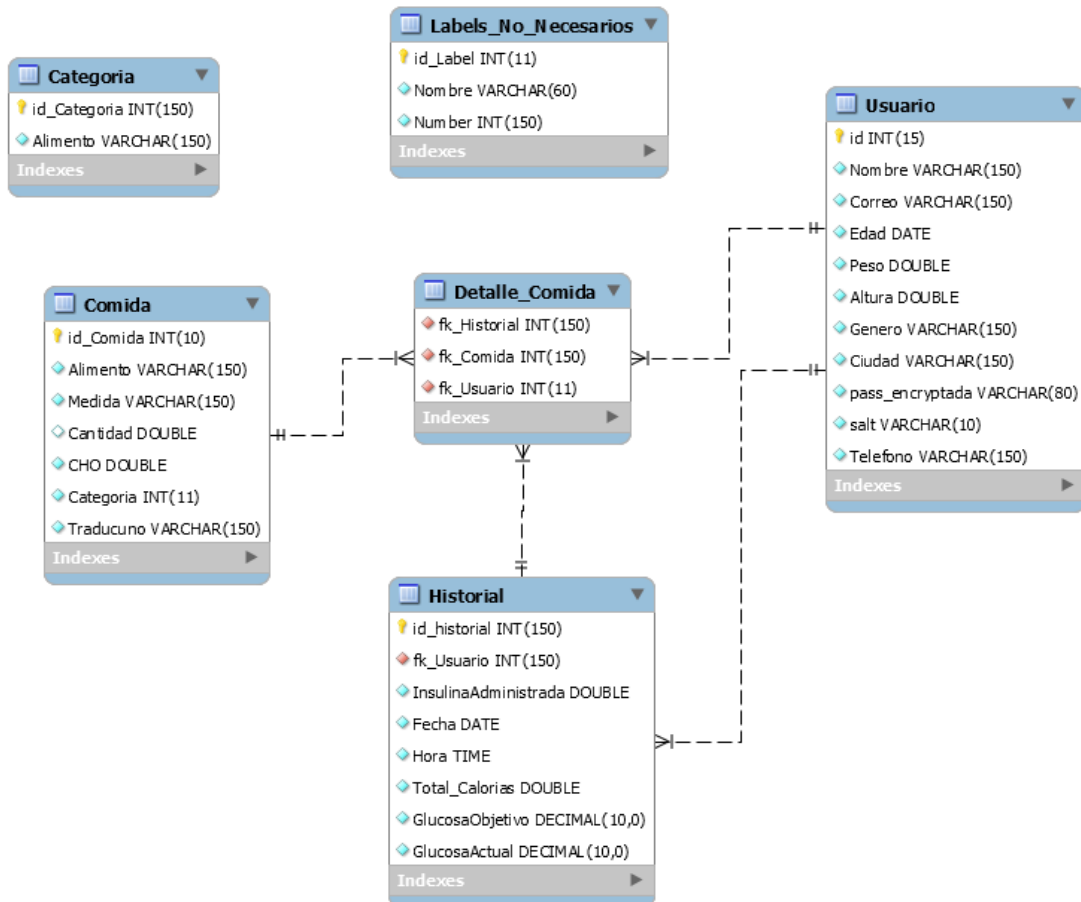 Labels_No_Necesarios
id_Label INT(11)
Nombre VARCHAR(60)
Number INT(150)
Indexes
Categoria
id_Categoria INT(150)
Alimento VARCHAR(150)
Indexes
Usuario
id INT(15)
Nombre VARCHAR(150)
Correo VARCHAR(150)
Edad DATE
Peso DOUBLE
Altura DOUBLE
Genero VARCHAR(150)
Ciudad VARCHAR(150)
pass_encryptada VARCHAR(80)
salt VARCHAR(10)
Telefono VARCHAR(150)
Indexes
Comida
id_Comida INT(10)
Alimento VARCHAR(150)
Medida VARCHAR(150)
Cantidad DOUBLE
CHO DOUBLE
Categoria INT(11)
Traducuno VARCHAR(150)
Indexes
Detalle_Comida
fk_Historial INT(150)
fk_Comida INT(150)
fk_Usuario INT(11)
Indexes
Historial
id_historial INT(150)
fk_Usuario INT(150)
InsulinaAdministrada DOUBLE
Fecha DATE
Hora TIME
Total_Calorias DOUBLE
GlucosaObjetivo DECIMAL(10,0)
GlucosaActual DECIMAL(10,0)
Indexes